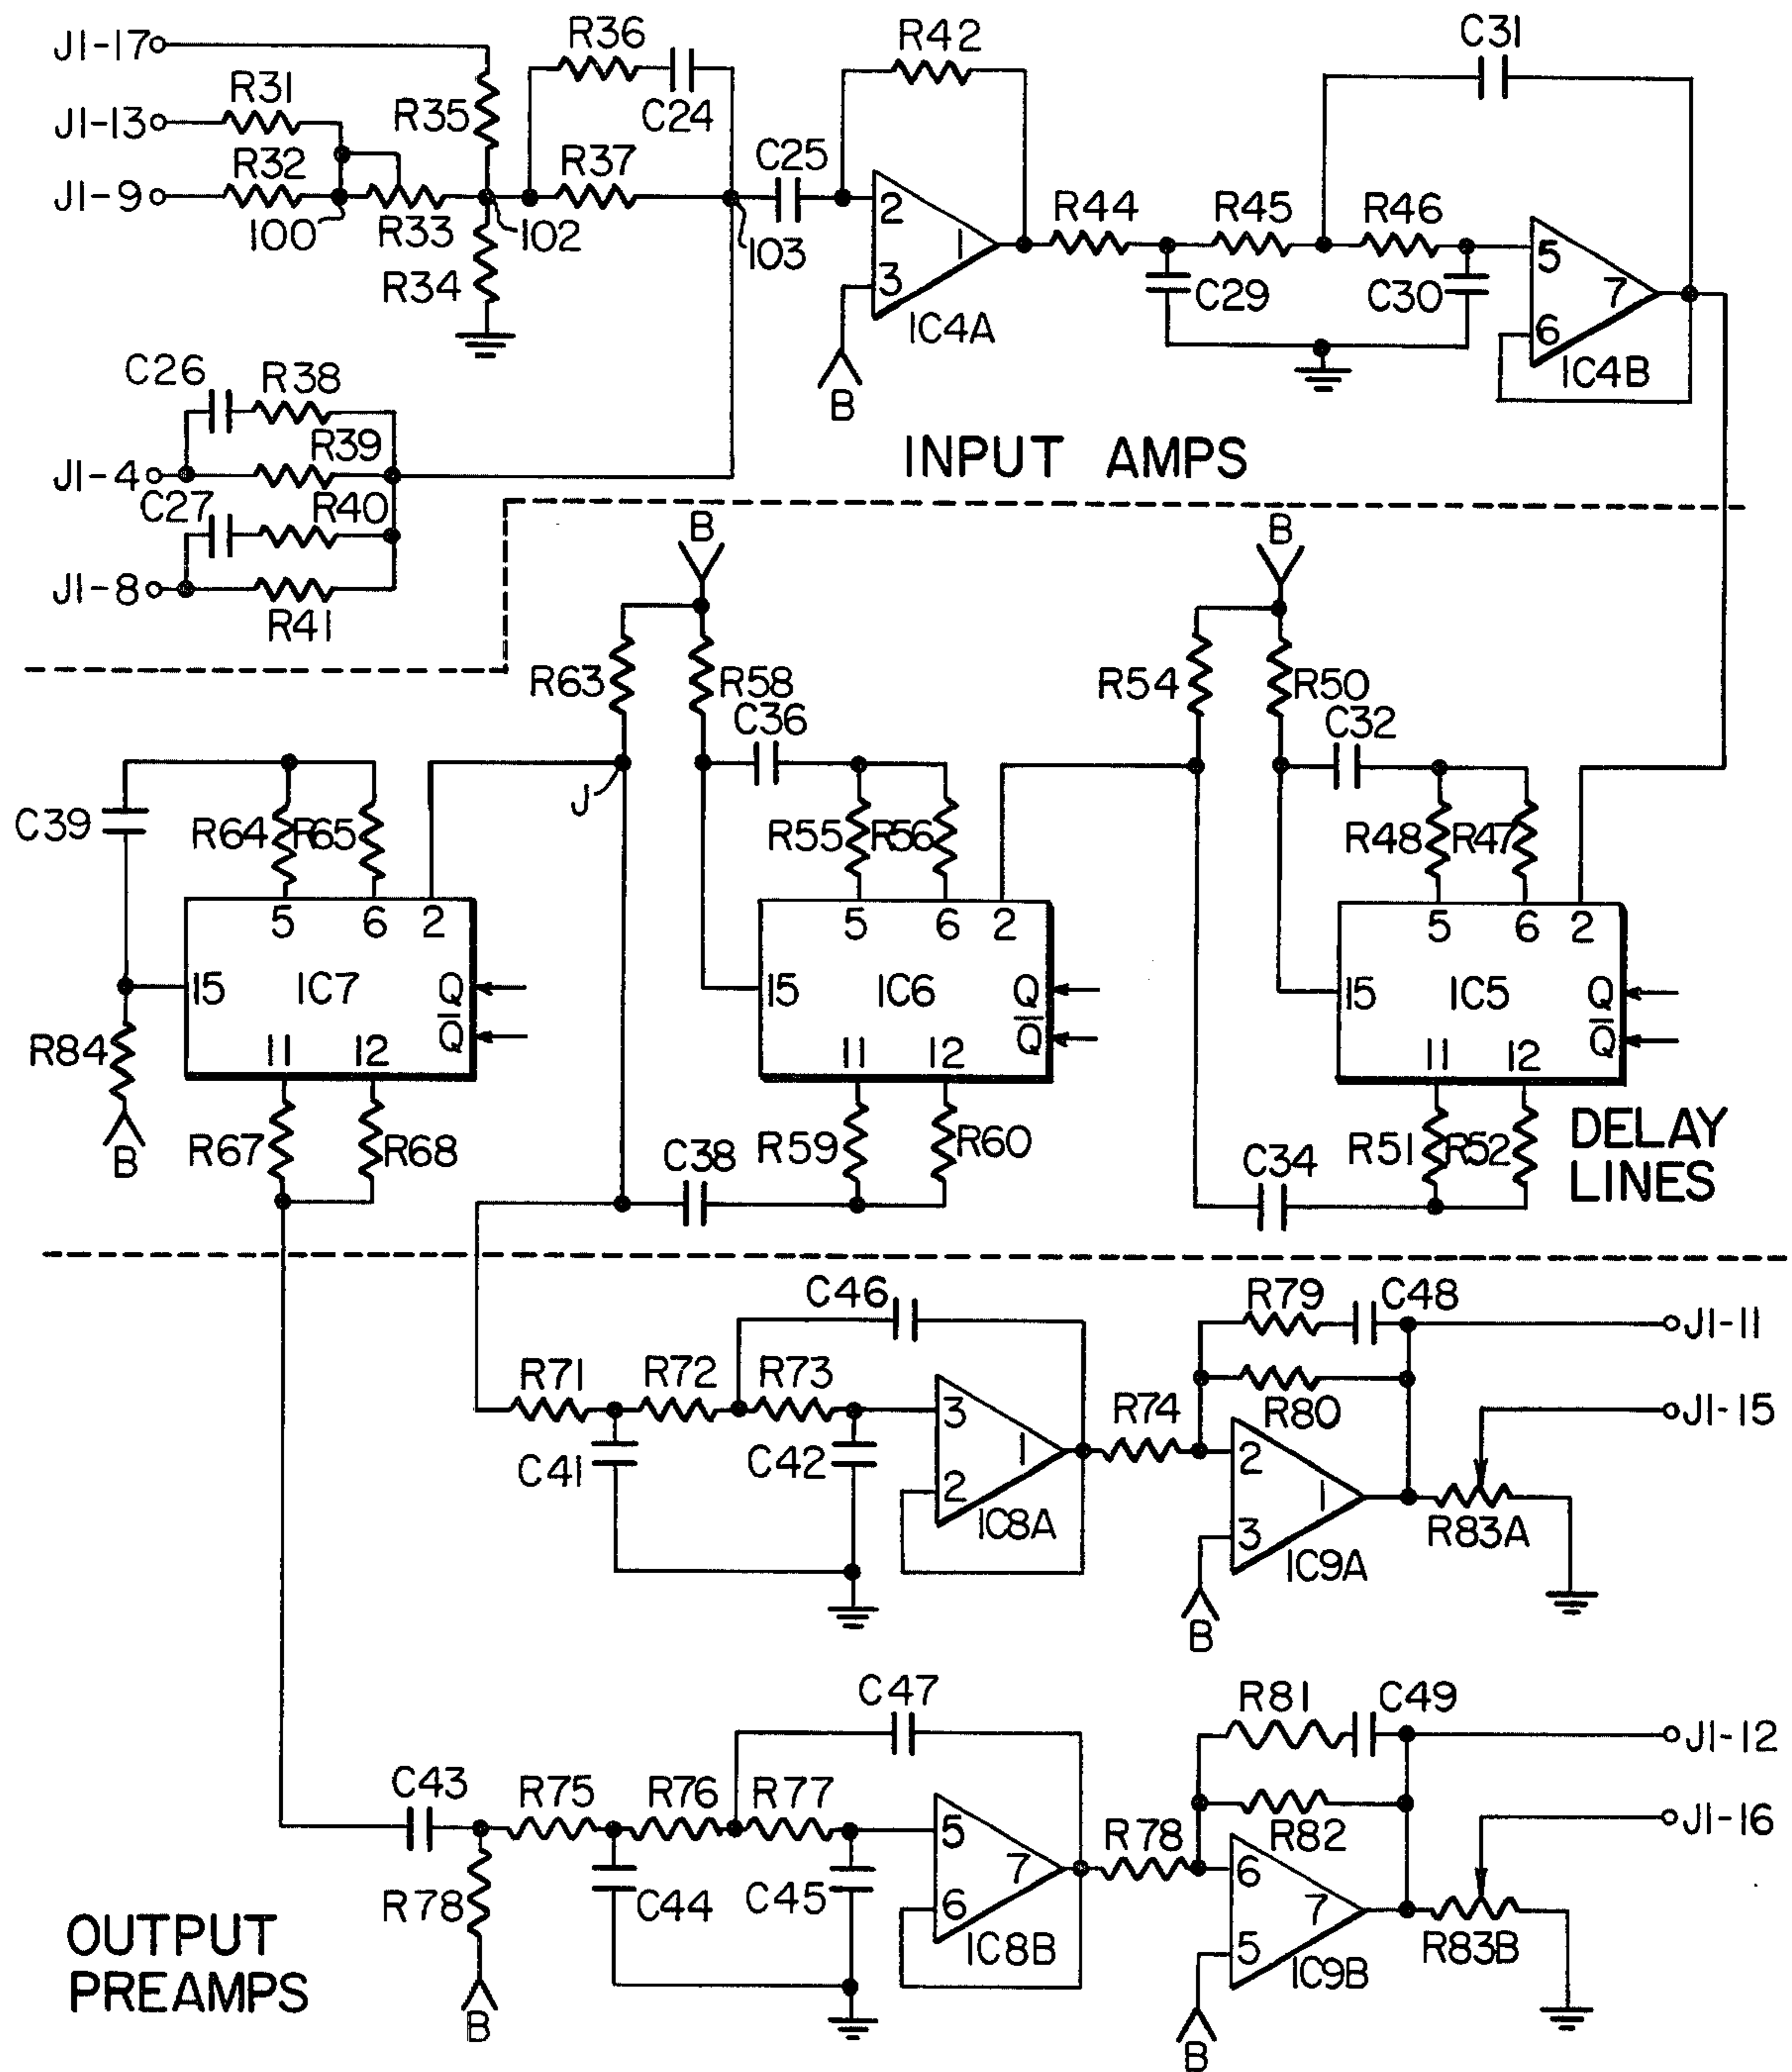 J1-17
R36
R42
C31
R31
J1-13
R35
C24
C25
R32
R37
J1-9
R44
R45
R46
100
R33
102
103
2
1
3
R34
C29
C30
5
7
6
IC4A
IC4B
B
C26
R38
R39
J1-4
INPUT AMPS
C27
R40
J1-8
R41
B
B
R63
R58
R54
R50
C36
C32
J
C39
R64
R65
R55
R56
R48
R47
5
6
2
5
6
2
5
6
2
15
IC7
Q
15
IC6
Q
15
IC5
Q
Q̅
Q̅
Q̅
R84
11
12
11
12
11
12
B
R67
R68
C38
R59
R60
C34
R51
R52
DELAY
LINES
C46
R79
C48
J1-11
R71
R72
R73
R74
R80
J1-15
3
1
2
C41
C42
2
1
3
IC8A
IC9A
R83A
B
C47
R81
C49
J1-12
C43
R75
R76
R77
R78
R82
J1-16
5
7
6
R78
C44
C45
6
7
5
IC8B
IC9B
R83B
OUTPUT
PREAMPS
B
B